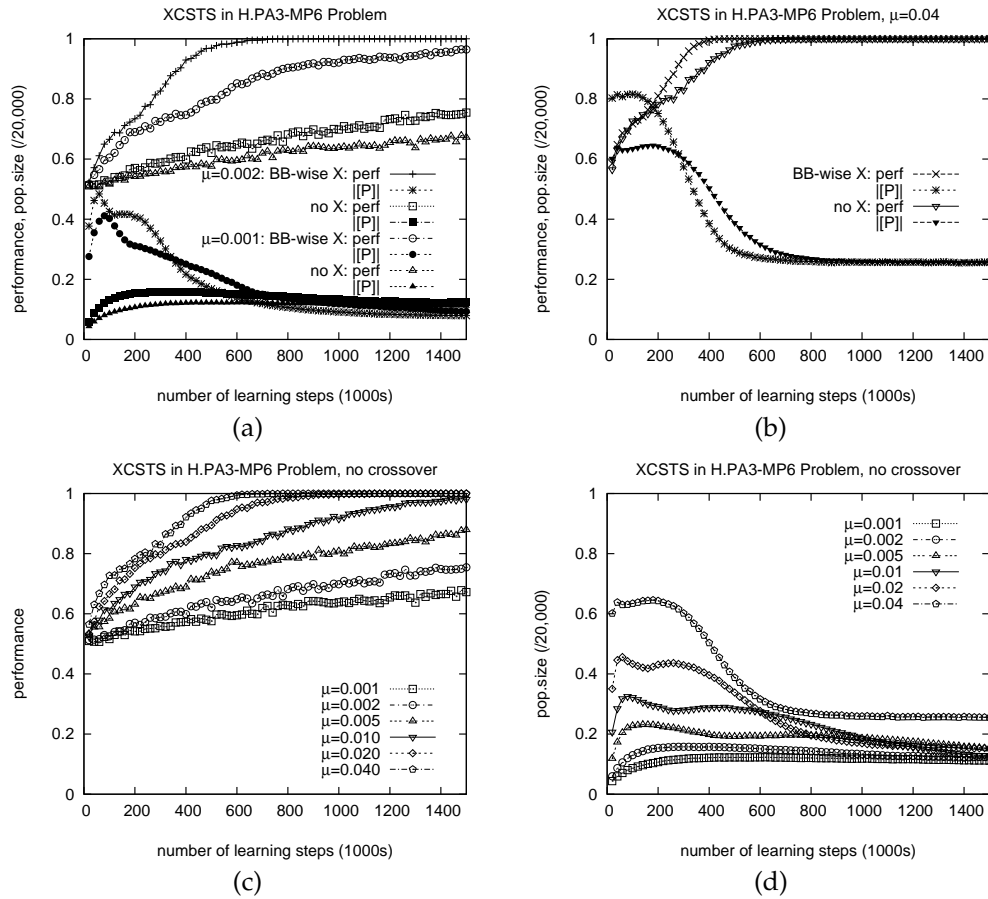 XCSTS in H.PA3-MP6 Problem
performance, pop.size (/20,000)
1
0.8
0.6
0.4
0.2
0
0 200 400 600 800 1000 1200 1400
number of learning steps (1000s)
μ=0.002: BB-wise X: perf
|[P]|
no X: perf
|[P]|
μ=0.001: BB-wise X: perf
|[P]|
no X: perf
|[P]|
(a)
XCSTS in H.PA3-MP6 Problem, μ=0.04
performance, pop.size (/20,000)
1
0.8
0.6
0.4
0.2
0
0 200 400 600 800 1000 1200 1400
number of learning steps (1000s)
BB-wise X: perf
|[P]|
no X: perf
|[P]|
(b)
XCSTS in H.PA3-MP6 Problem, no crossover
performance
1
0.8
0.6
0.4
0.2
0
0 200 400 600 800 1000 1200 1400
number of learning steps (1000s)
μ=0.001
μ=0.002
μ=0.005
μ=0.010
μ=0.020
μ=0.040
(c)
XCSTS in H.PA3-MP6 Problem, no crossover
pop.size (/20,000)
1
0.8
0.6
0.4
0.2
0
0 200 400 600 800 1000 1200 1400
number of learning steps (1000s)
μ=0.001
μ=0.002
μ=0.005
μ=0.01
μ=0.02
μ=0.04
(d)